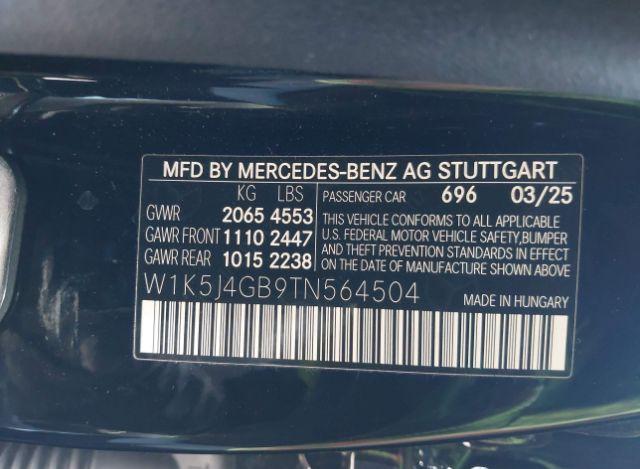 MFD BY MERCEDES-BENZ AG STUTTGART
KG LBS PASSENGER CAR 696 03/25
GVWR 2065 4553
GAWR FRONT 1110 2447
GAWR REAR 1015 2238
THIS VEHICLE CONFORMS TO ALL APPLICABLE
U.S. FEDERAL MOTOR VEHICLE SAFETY,BUMPER
AND THEFT PREVENTION STANDARDS IN EFFECT
ON THE DATE OF MANUFACTURE SHOWN ABOVE.
W1K5J4GB9TN564504 MADE IN HUNGARY